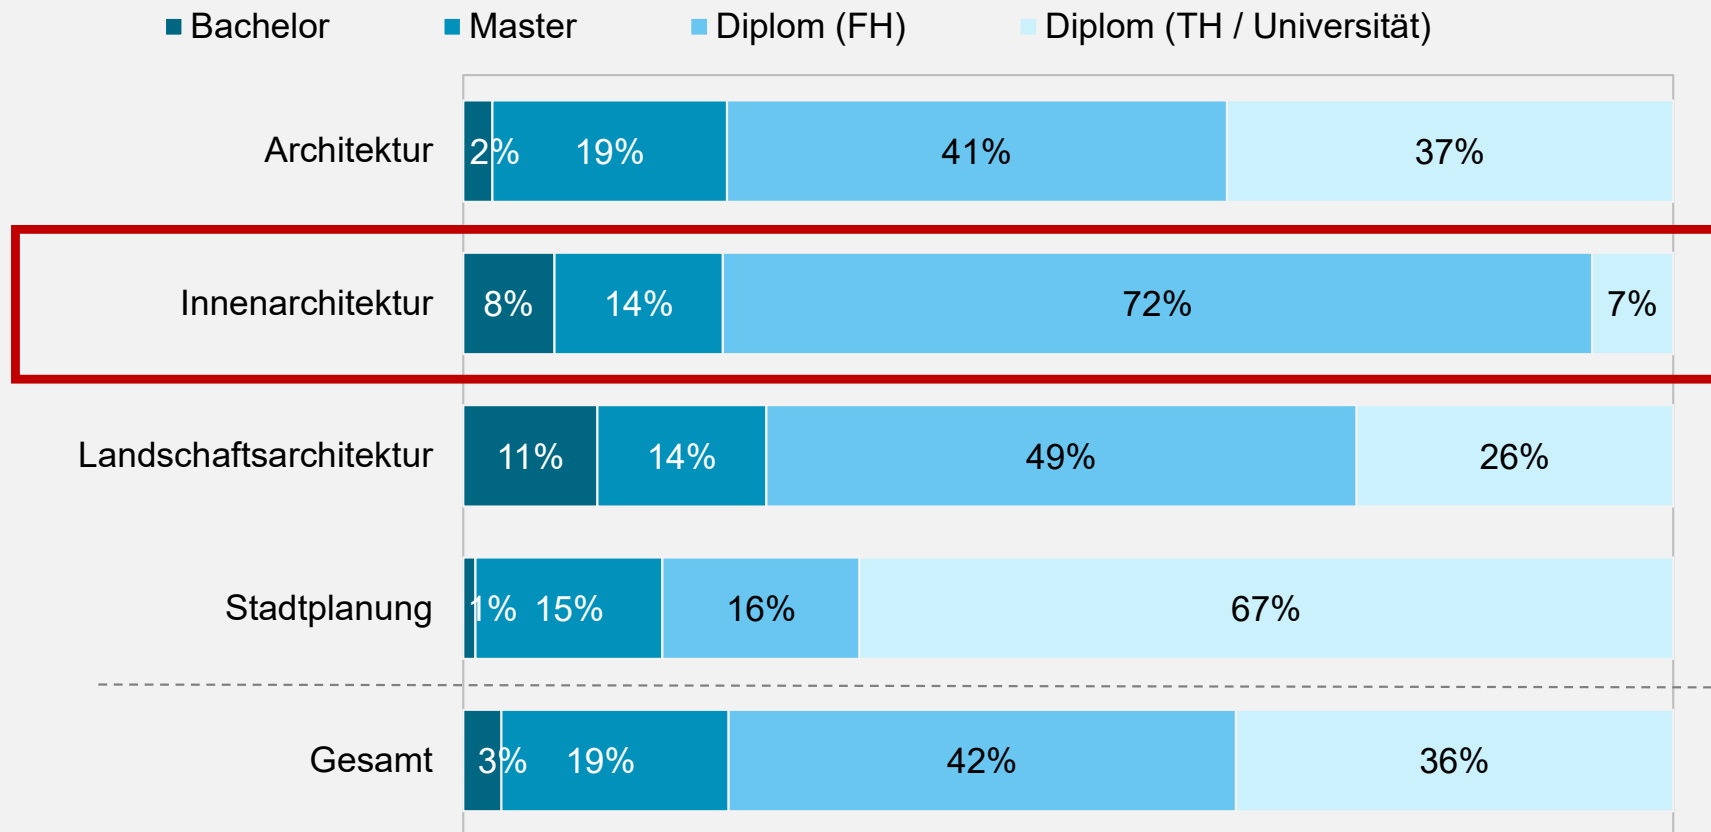 Bachelor Master Diplom (FH) Diplom (TH / Universität)
Architektur 2% 19% 41% 37%
Innenarchitektur 8% 14% 72% 7%
Landschaftsarchitektur 11% 14% 49% 26%
Stadtplanung 1% 15% 16% 67%
Gesamt 3% 19% 42% 36%